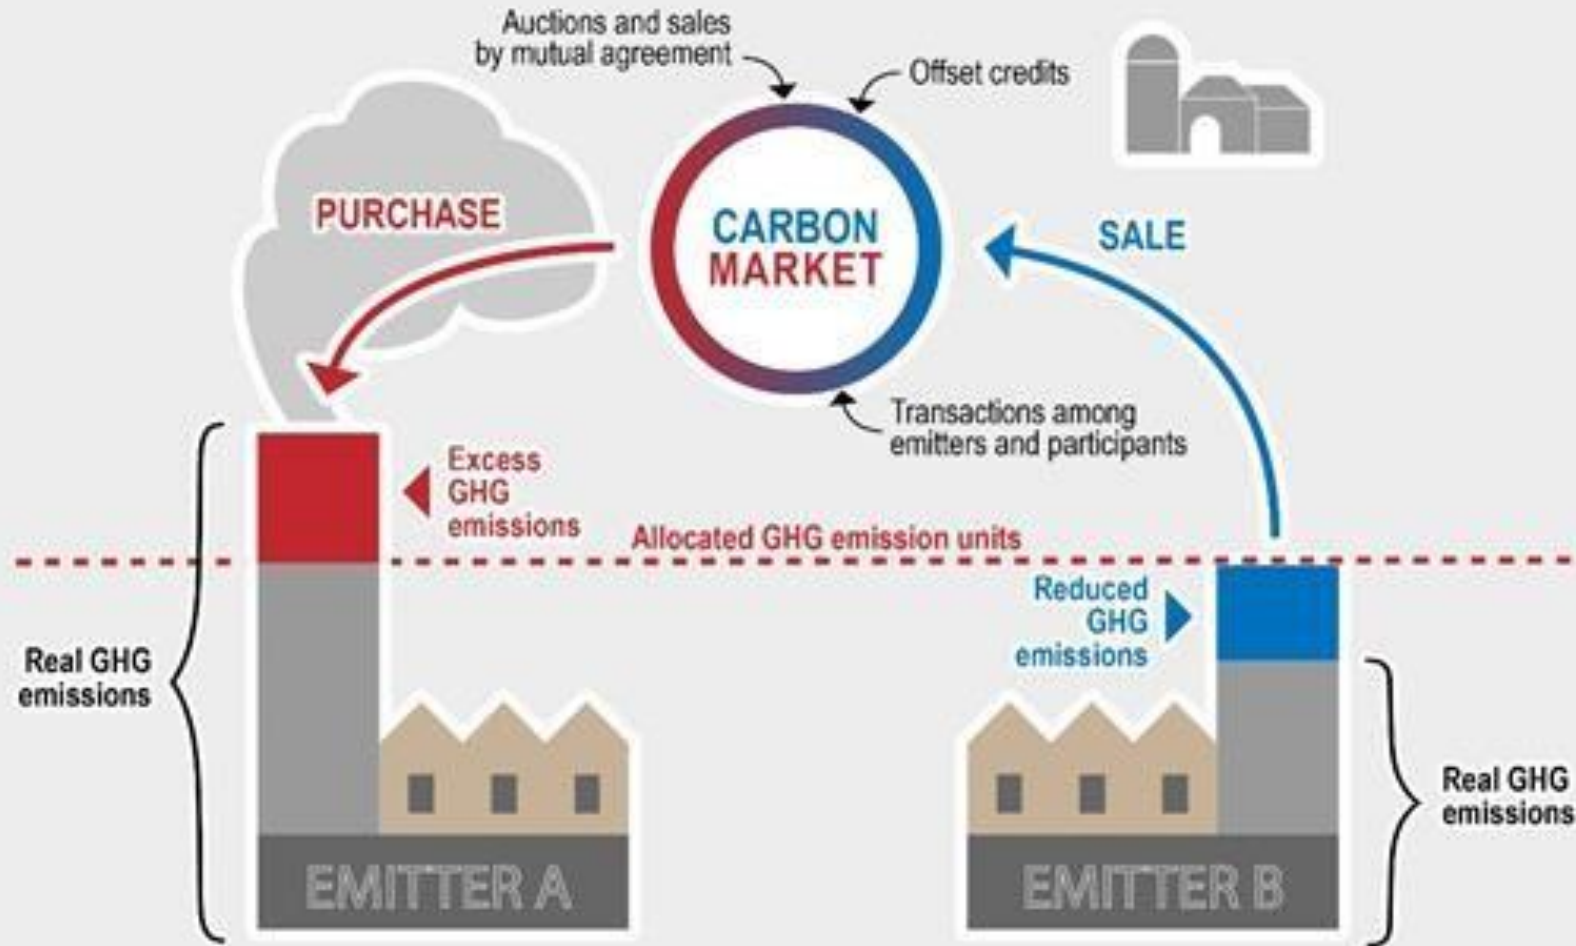 Auctions and sales
by mutual agreement
Offset credits
PURCHASE
CARBON
MARKET
SALE
Transactions among
emitters and participants
Excess
GHG
emissions
Allocated GHG emission units
Reduced
GHG
emissions
Real GHG
emissions
Real GHG
emissions
EMITTER A
EMITTER B